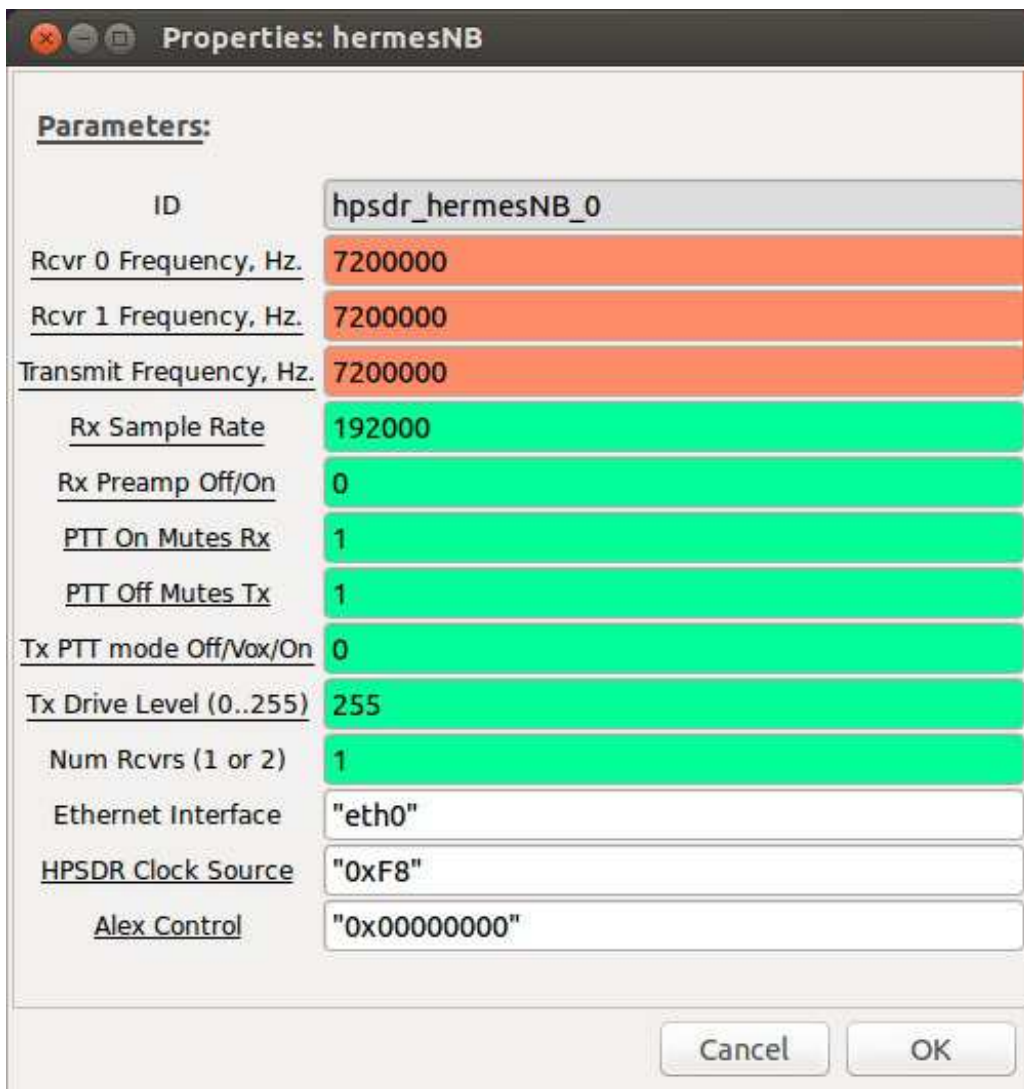 Properties: hermesNB
Parameters:
ID hpsdr_hermesNB_0
Rcvr 0 Frequency, Hz. 7200000
Rcvr 1 Frequency, Hz. 7200000
Transmit Frequency, Hz. 7200000
Rx Sample Rate 192000
Rx Preamp Off/On 0
PTT On Mutes Rx 1
PTT Off Mutes Tx 1
Tx PTT mode Off/Vox/On 0
Tx Drive Level (0..255) 255
Num Rcvrs (1 or 2) 1
Ethernet Interface "eth0"
HPSDR Clock Source "0xF8"
Alex Control "0x00000000"
Cancel OK